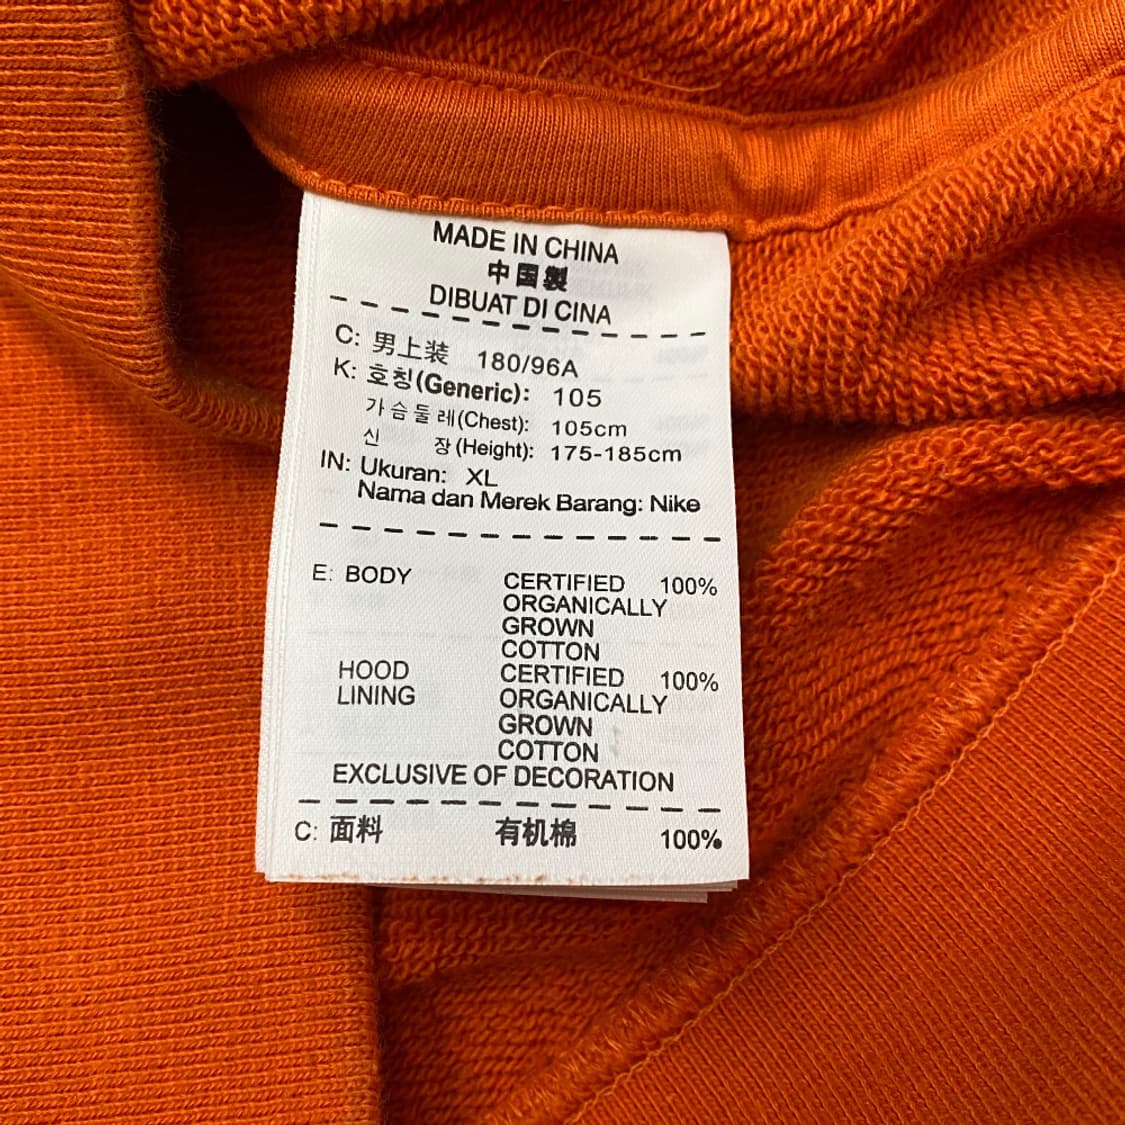 MADE IN CHINA
中国製
DIBUAT DI CINA
C: 男上装 180/96A
K: 호칭(Generic): 105
가슴둘레(Chest): 105cm
신 장(Height): 175-185cm
IN: Ukuran: XL
Nama dan Merek Barang: Nike
E: BODY CERTIFIED 100%
ORGANICALLY
GROWN
COTTON
HOOD CERTIFIED 100%
LINING ORGANICALLY
GROWN
COTTON
EXCLUSIVE OF DECORATION
C: 面料 有机棉 100%